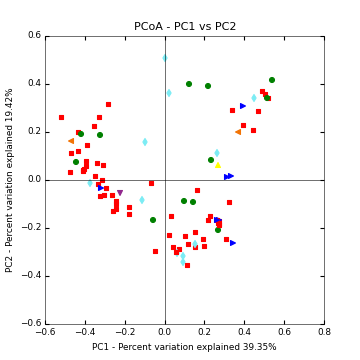 PCoA - PC1 vs PC2
0.6
0.4
0.2
0.0
−0.2
−0.4
−0.6
PC2 - Percent variation explained 19.42%
−0.6 −0.4 −0.2 0.0 0.2 0.4 0.6 0.8
PC1 - Percent variation explained 39.35%